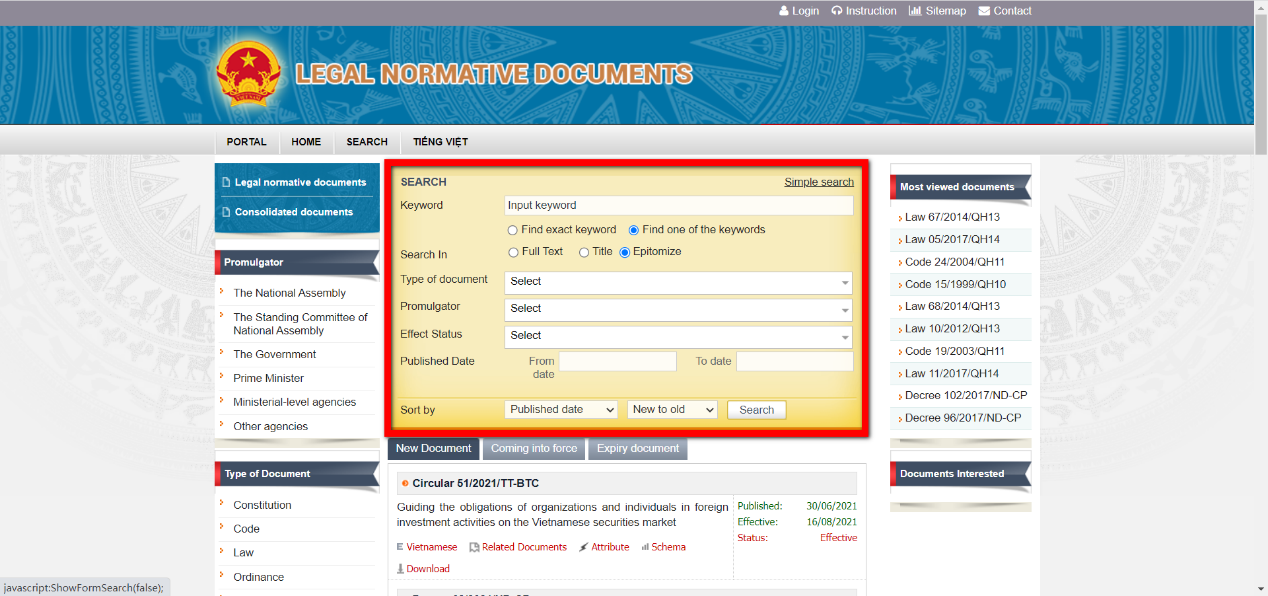 Login Instruction Sitemap Contact
LEGAL NORMATIVE DOCUMENTS
PORTAL HOME SEARCH TIẾNG VIỆT
Legal normative documents
Consolidated documents
Promulgator
The National Assembly
The Standing Committee of
National Assembly
The Government
Prime Minister
Ministerial-level agencies
Other agencies
Type of Document
Constitution
Code
Law
Ordinance
SEARCH Simple search
Keyword Input keyword
Find exact keyword Find one of the keywords
Search In Full Text Title Epitomize
Type of document Select
Promulgator Select
Effect Status Select
Published Date From date To date
Sort by Published date New to old Search
New Document Coming into force Expiry document
Circular 51/2021/TT-BTC
Guiding the obligations of organizations and individuals in foreign
investment activities on the Vietnamese securities market
Published: 30/06/2021
Effective: 16/08/2021
Status: Effective
Vietnamese Related Documents Attribute Schema
Download
Most viewed documents
Law 67/2014/QH13
Law 05/2017/QH14
Code 24/2004/QH11
Code 15/1999/QH10
Law 68/2014/QH13
Law 10/2012/QH13
Code 19/2003/QH11
Law 11/2017/QH14
Decree 102/2017/ND-CP
Decree 96/2017/ND-CP
Documents Interested
javascript:ShowFormSearch(false);